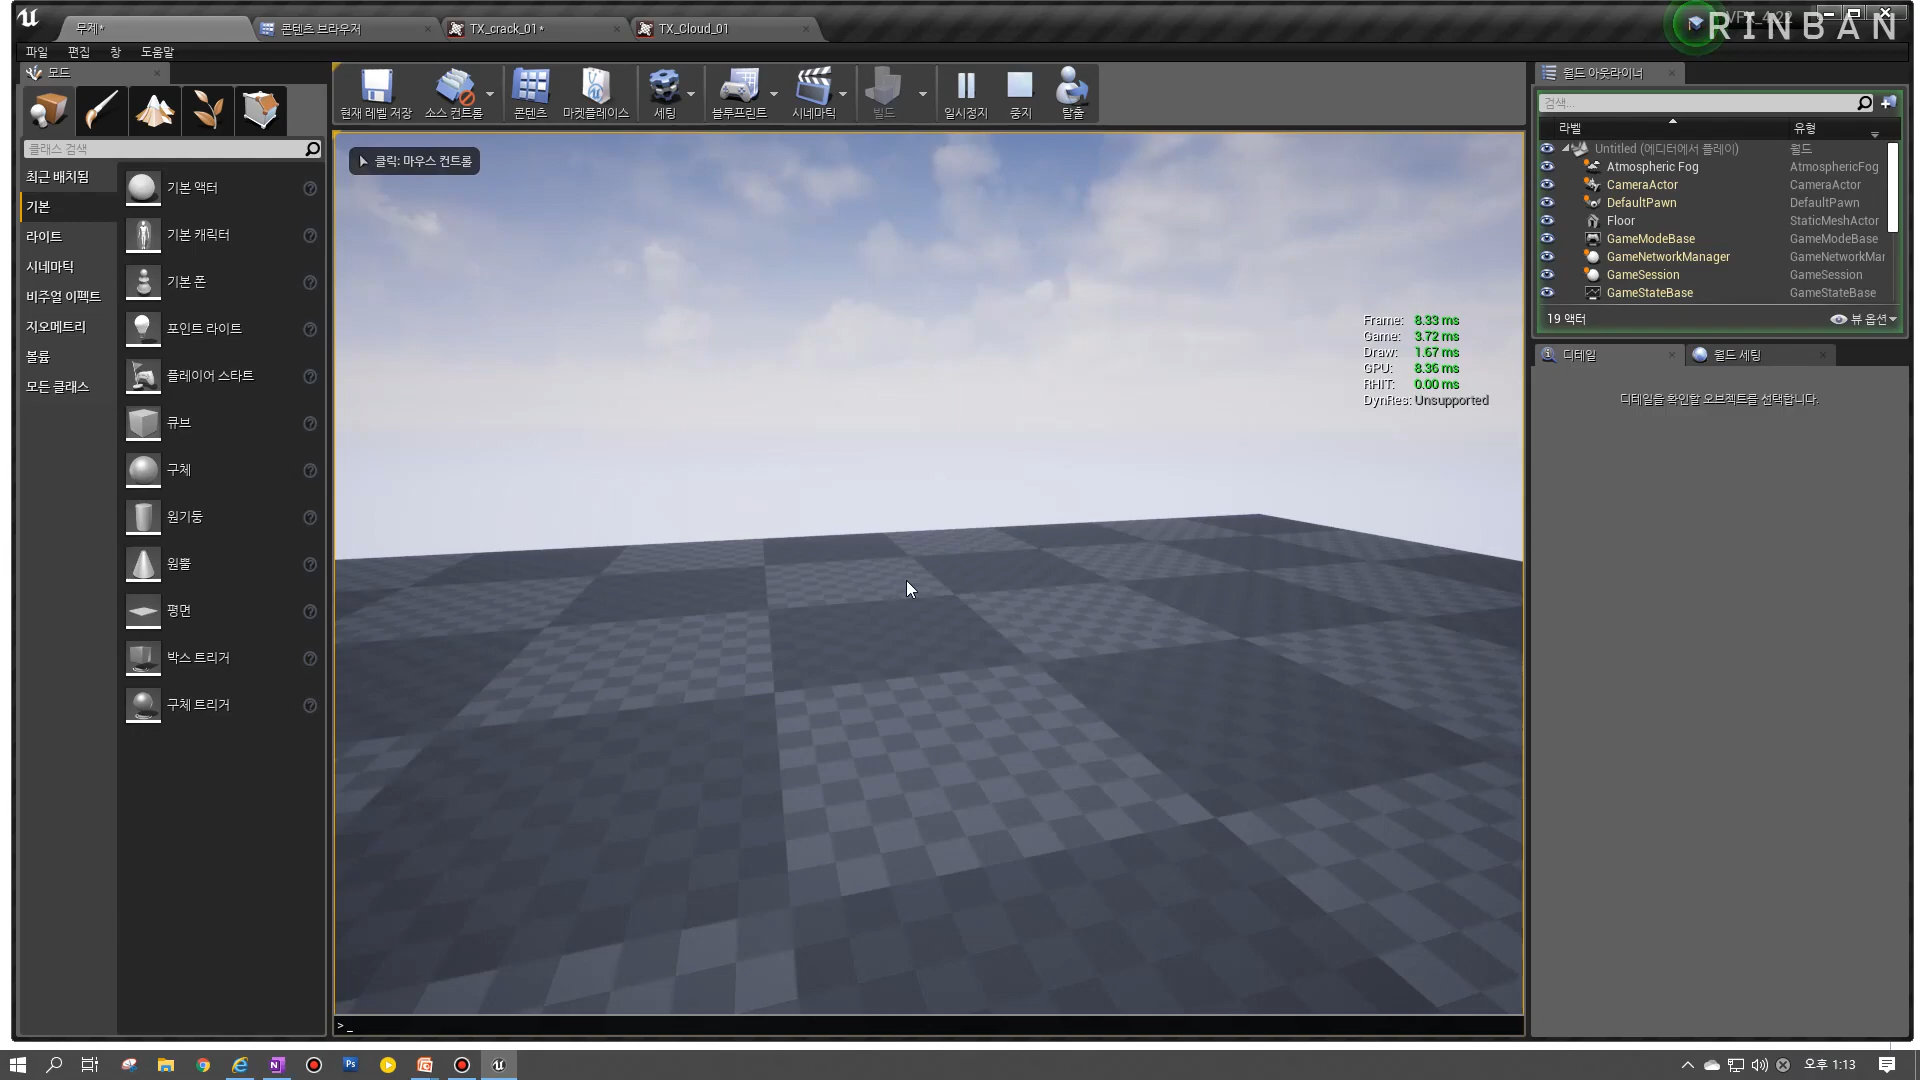 무제*
콘텐츠 브라우저
TX_crack_01*
TX_Cloud_01
RINBAN
파일 편집 창 도움말
모드
클래스 검색
최근 배치됨
기본
라이트
시네마틱
비주얼 이펙트
지오메트리
볼륨
모든 클래스
기본 액터
기본 캐릭터
기본 폰
포인트 라이트
플레이어 스타트
큐브
구체
원기둥
원뿔
평면
박스 트리거
구체 트리거
현재 레벨 저장
소스 컨트롤
콘텐츠
마켓플레이스
세팅
블루프린트
시네마틱
빌드
일시정지
중지
탈출
클릭: 마우스 컨트롤
Frame: 8.33 ms
Game: 3.72 ms
Draw: 1.67 ms
GPU: 8.36 ms
RHIT: 0.00 ms
DynRes: Unsupported
>_
월드 아웃라이너
검색...
라벨 유형
Untitled (에디터에서 플레이) 월드
Atmospheric Fog AtmosphericFog
CameraActor CameraActor
DefaultPawn DefaultPawn
Floor StaticMeshActor
GameModeBase GameModeBase
GameNetworkManager GameNetworkMar
GameSession GameSession
GameStateBase GameStateBase
19 액터
뷰 옵션
디테일
월드 세팅
디테일을 확인할 오브젝트를 선택합니다.
오후 1:13